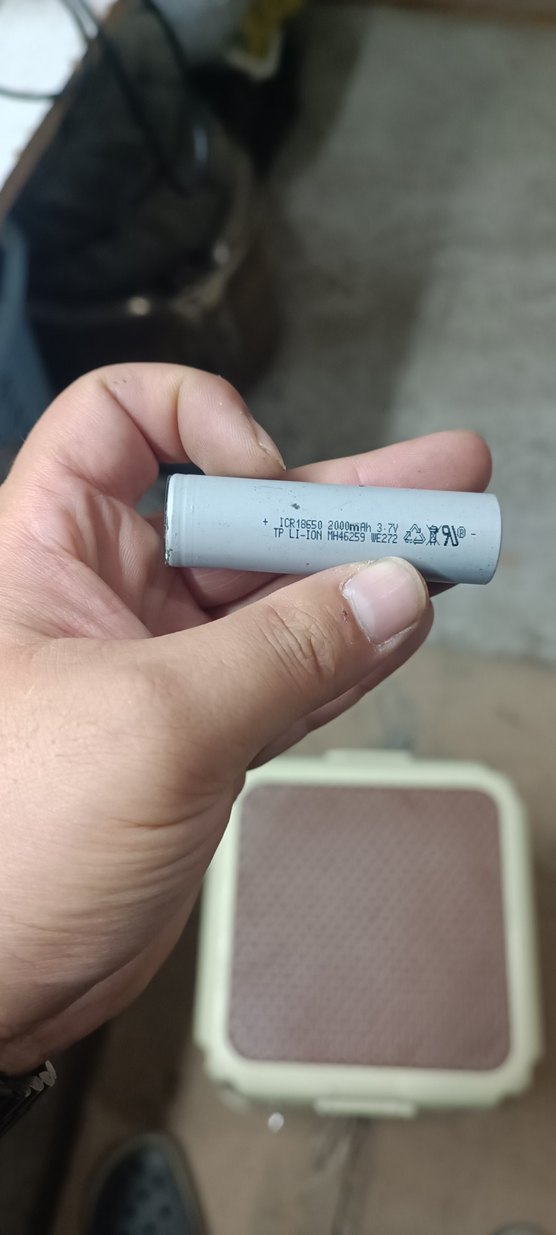 + ICR18650 2000mAh 3.7V
TP LI-ION MH46259 WE272 -